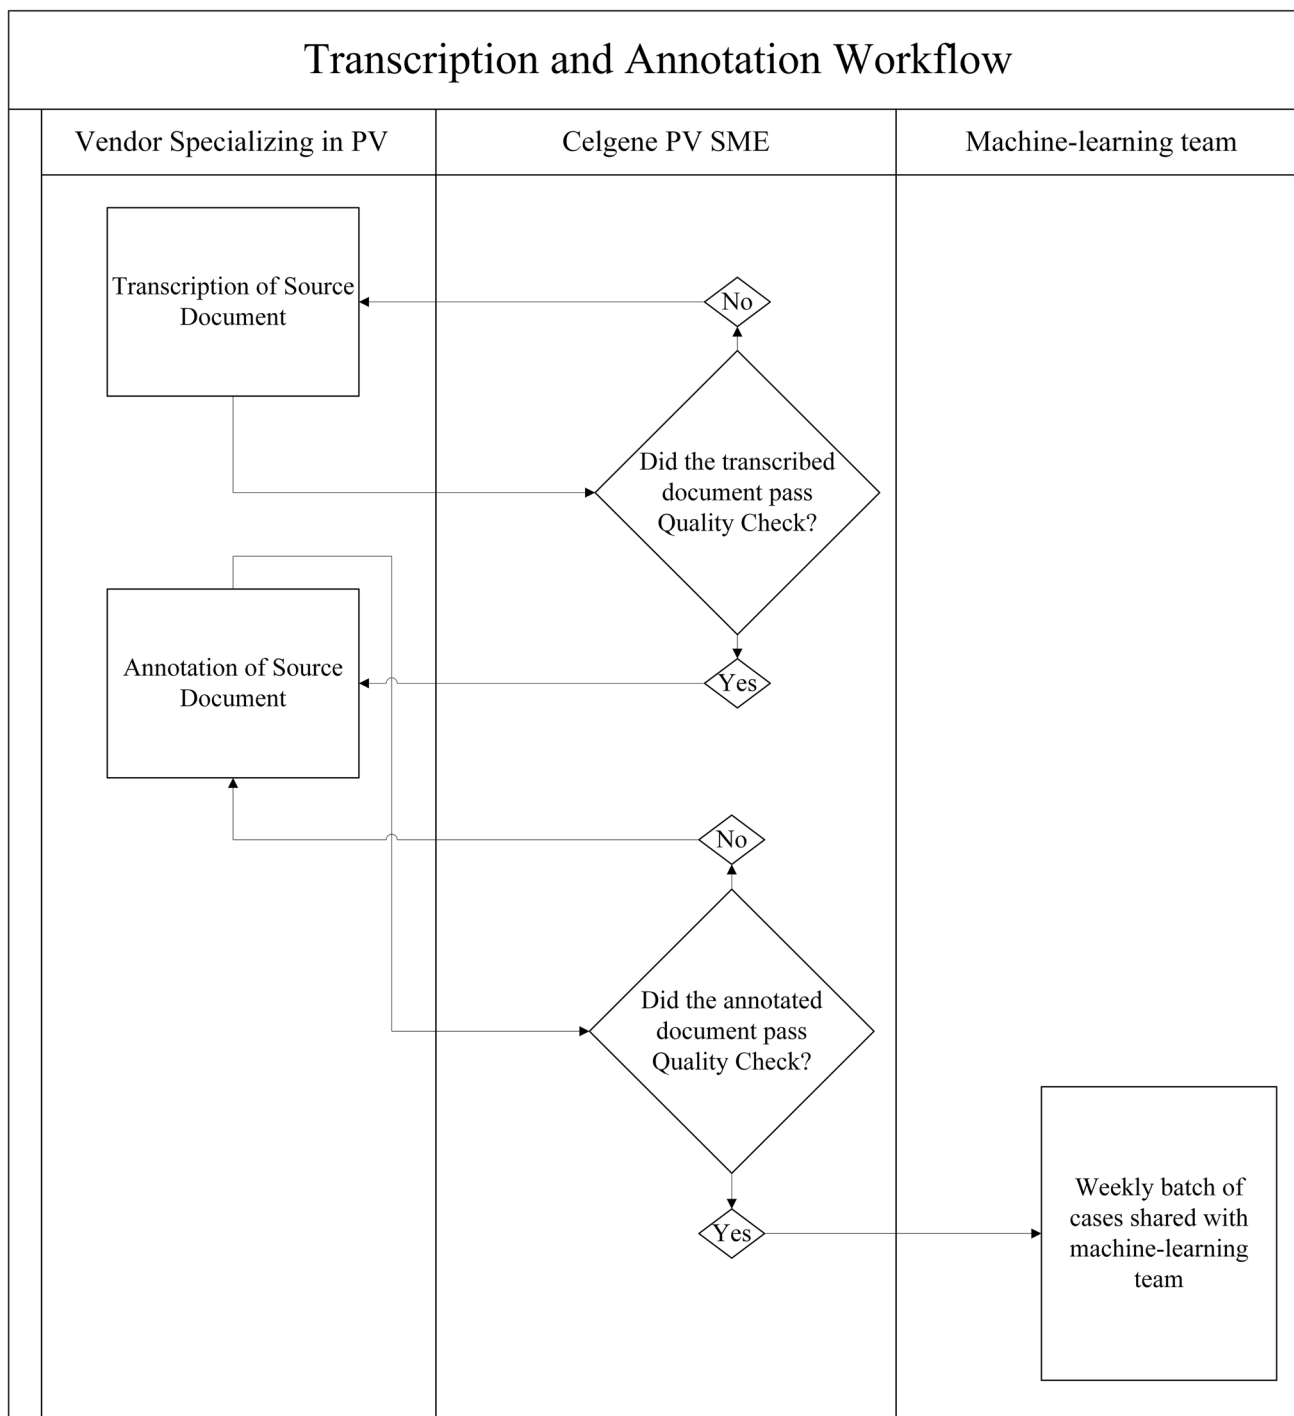 Transcription and Annotation Workflow
Vendor Specializing in PV
Celgene PV SME
Machine-learning team
Transcription of Source
Document
No
Did the transcribed
document pass
Quality Check?
Yes
Annotation of Source
Document
No
Did the annotated
document pass
Quality Check?
Yes
Weekly batch of
cases shared with
machine-learning
team